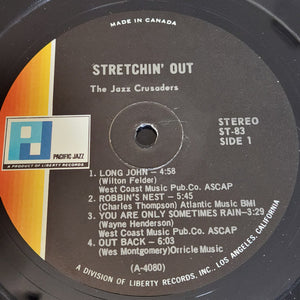 MADE IN CANADA
STRETCHIN' OUT
The Jazz Crusaders
PJ
PACIFIC JAZZ
A PRODUCT OF LIBERTY RECORDS
STEREO
ST-83
SIDE 1
1. LONG JOHN – 4:58
(Wilton Felder)
West Coast Music Pub.Co. ASCAP
2. ROBBIN'S NEST – 5:45
(Charles Thompson) Atlantic Music BMI
3. YOU ARE ONLY SOMETIMES RAIN–3:29
(Wayne Henderson)
West Coast Music Pub.Co. ASCAP
4. OUT BACK – 6:03
(Wes Montgomery)Orricle Music
(A-4080)
A DIVISION OF LIBERTY RECORDS, INC., LOS ANGELES, CALIFORNIA